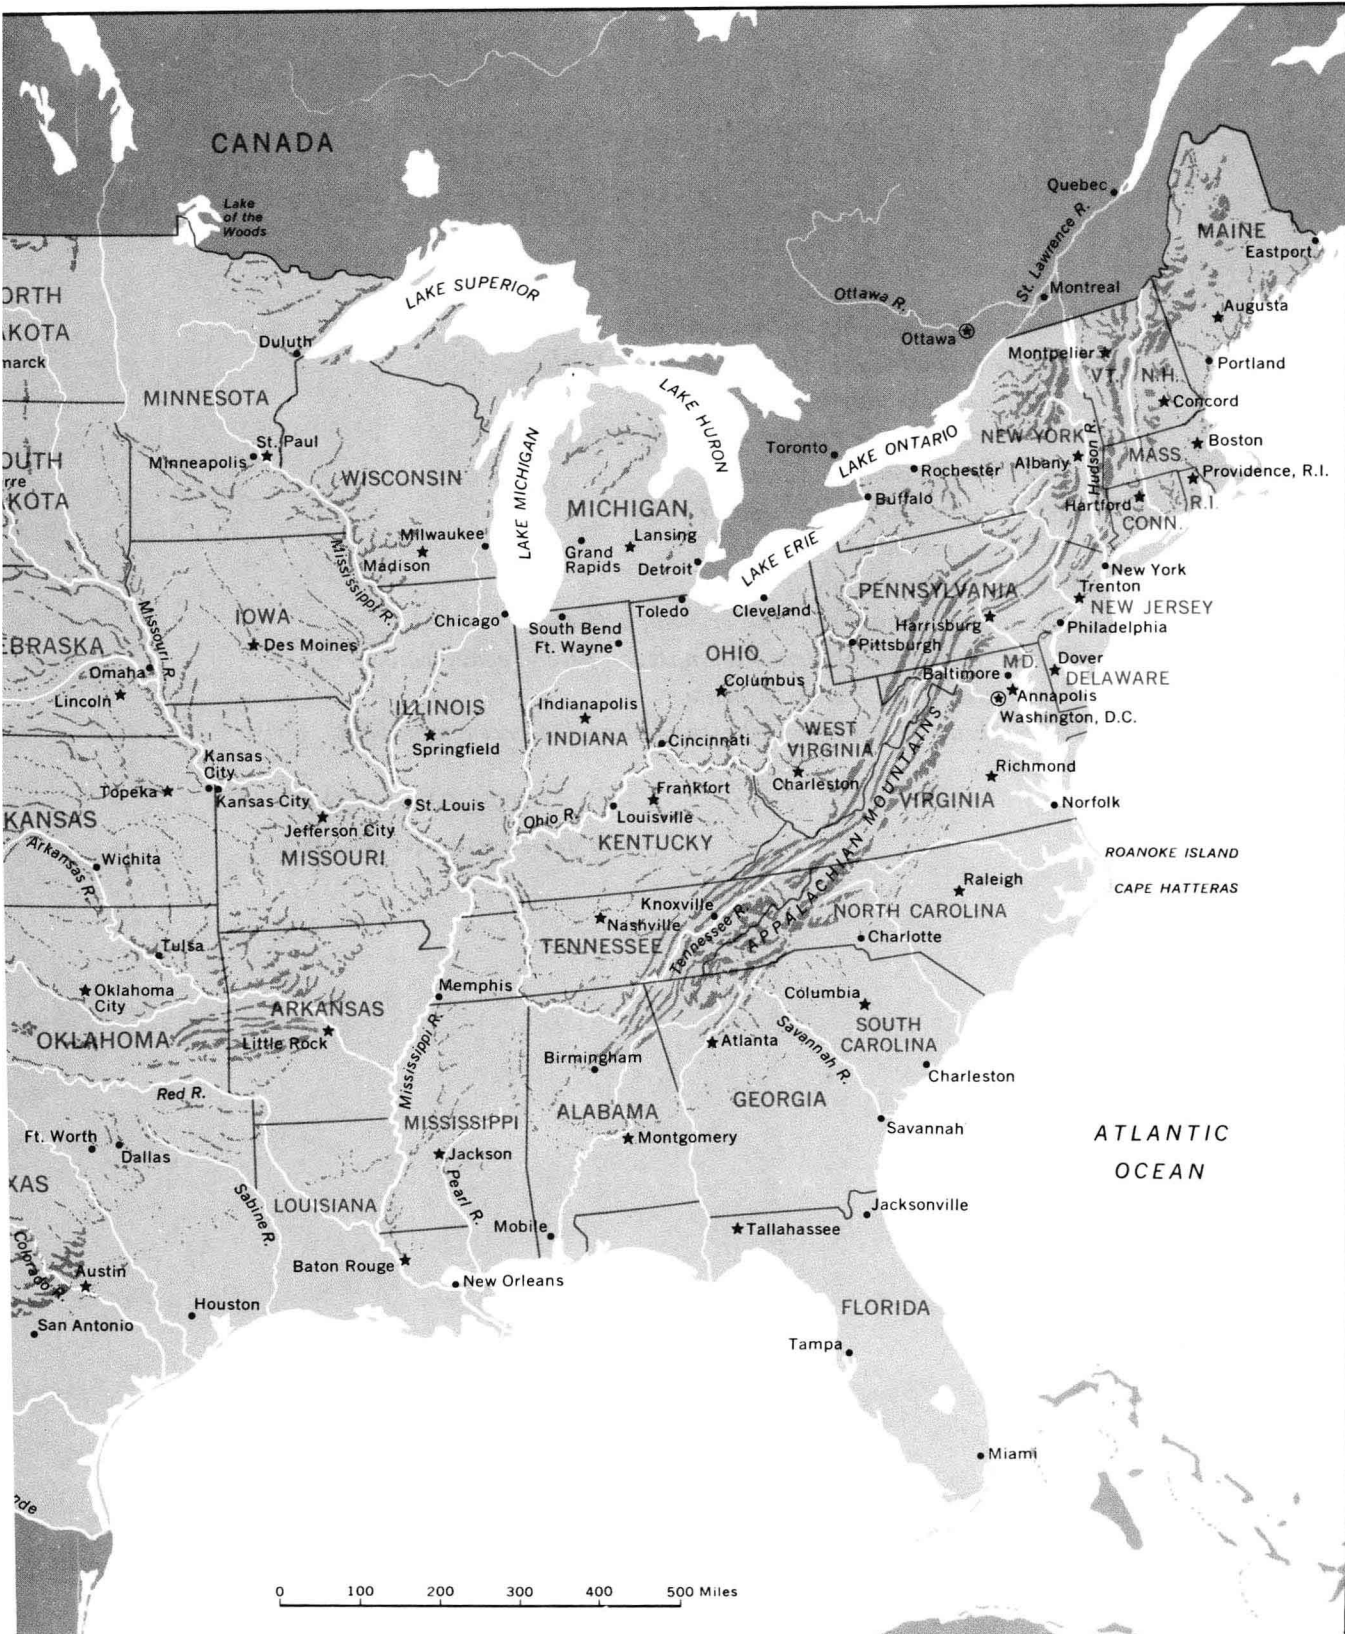 CANADA
Lake
of the
Woods
Quebec
St. Lawrence R.
MAINE
Eastport
LAKE SUPERIOR
Ottawa R.
Montreal
Augusta
ORTH
AKOTA
marck
Duluth
Ottawa
Montpelier
VT.
N.H.
Portland
MINNESOTA
LAKE HURON
Concord
St. Paul
Minneapolis
WISCONSIN
LAKE MICHIGAN
Toronto
LAKE ONTARIO
NEW YORK
Albany
Hudson R.
MASS.
Boston
Rochester
Providence, R.I.
OUTH
erre
KOTA
MICHIGAN
Buffalo
Hartford
CONN.
R.I.
Milwaukee
Madison
Grand
Rapids
Lansing
Detroit
LAKE ERIE
Mississippi R.
New York
Trenton
NEW JERSEY
PENNSYLVANIA
Harrisburg
Philadelphia
Missouri R.
IOWA
Des Moines
Chicago
South Bend
Ft. Wayne
Toledo
Cleveland
Pittsburgh
EBRASKA
Omaha
Lincoln
OHIO
Columbus
MD.
Baltimore
Dover
DELAWARE
Annapolis
Washington, D.C.
ILLINOIS
Springfield
Indianapolis
INDIANA
Cincinnati
WEST
VIRGINIA
Charleston
Kansas
City
Topeka
Kansas City
St. Louis
Jefferson City
MISSOURI
Ohio R.
Louisville
Frankfort
KENTUCKY
Richmond
VIRGINIA
Norfolk
APPALACHIAN MOUNTAINS
KANSAS
Arkansas R.
Wichita
ROANOKE ISLAND
CAPE HATTERAS
Raleigh
NORTH CAROLINA
Charlotte
Knoxville
Nashville
TENNESSEE
Tennessee R.
Tulsa
Oklahoma
City
OKLAHOMA
ARKANSAS
Little Rock
Memphis
Mississippi R.
Columbia
SOUTH
CAROLINA
Charleston
Savannah R.
Atlanta
GEORGIA
Savannah
Birmingham
ALABAMA
Montgomery
MISSISSIPPI
Jackson
Pearl R.
Red R.
Ft. Worth
Dallas
XAS
Sabine R.
LOUISIANA
ATLANTIC
OCEAN
Jacksonville
Tallahassee
Mobile
Baton Rouge
New Orleans
Colorado R.
Austin
Houston
San Antonio
FLORIDA
Tampa
Miami
nde
0 100 200 300 400 500 Miles